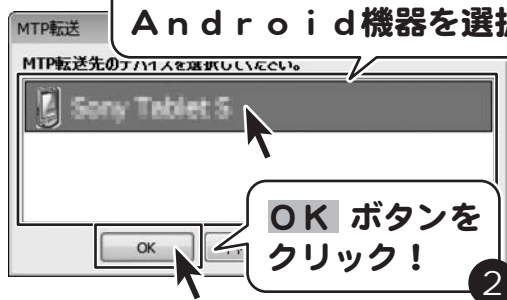 Ａｎｄｒｏｉｄ機器を選択
MTP転送
MTP転送先のデバイスを選択してください。
Sony Tablet S
ＯＫ ボタンを
クリック！
OK
2